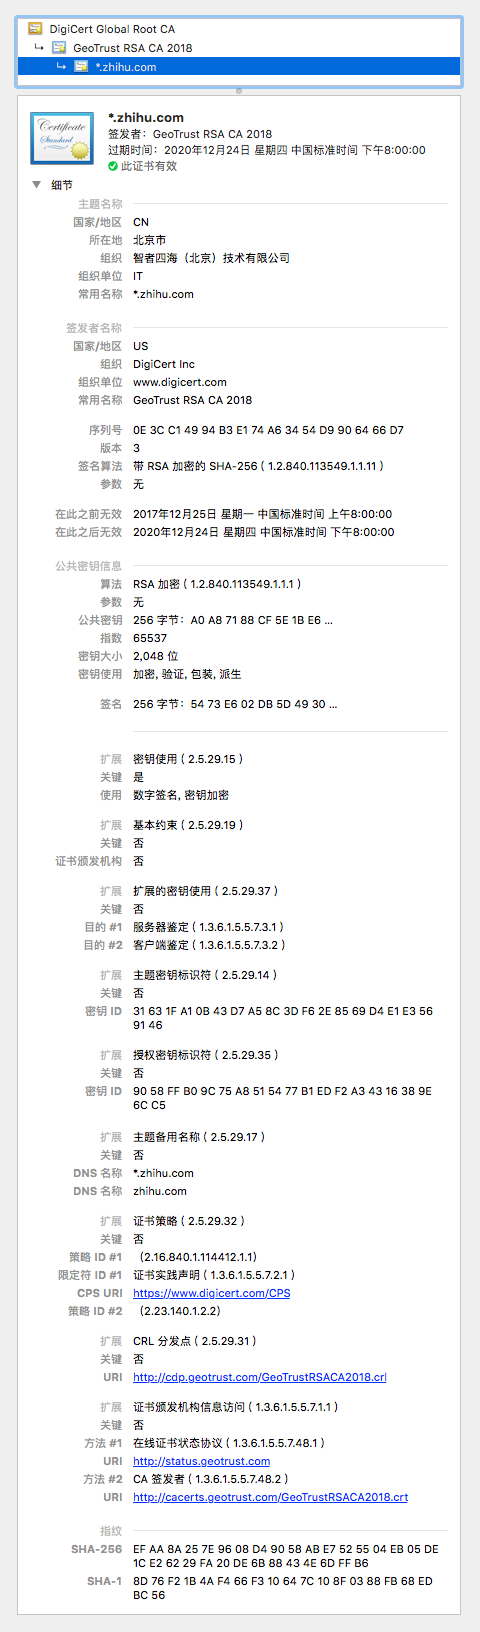 DigiCert Global Root CA
GeoTrust RSA CA 2018
*.zhihu.com
Certificate
Standard
*.zhihu.com
签发者：GeoTrust RSA CA 2018
过期时间：2020年12月24日 星期四 中国标准时间 下午8:00:00
此证书有效
细节
主题名称
国家/地区 CN
所在地 北京市
组织 智者四海（北京）技术有限公司
组织单位 IT
常用名称 *.zhihu.com
签发者名称
国家/地区 US
组织 DigiCert Inc
组织单位 www.digicert.com
常用名称 GeoTrust RSA CA 2018
序列号 0E 3C C1 49 94 B3 E1 74 A6 34 54 D9 90 64 66 D7
版本 3
签名算法 带 RSA 加密的 SHA-256 ( 1.2.840.113549.1.1.11 )
参数 无
在此之前无效 2017年12月25日 星期一 中国标准时间 上午8:00:00
在此之后无效 2020年12月24日 星期四 中国标准时间 下午8:00:00
公共密钥信息
算法 RSA 加密 ( 1.2.840.113549.1.1.1 )
参数 无
公共密钥 256 字节：A0 A8 71 88 CF 5E 1B E6 ...
指数 65537
密钥大小 2,048 位
密钥使用 加密, 验证, 包装, 派生
签名 256 字节：54 73 E6 02 DB 5D 49 30 ...
扩展 密钥使用 ( 2.5.29.15 )
关键 是
使用 数字签名, 密钥加密
扩展 基本约束 ( 2.5.29.19 )
关键 否
证书颁发机构 否
扩展 扩展的密钥使用 ( 2.5.29.37 )
关键 否
目的 #1 服务器鉴定 ( 1.3.6.1.5.5.7.3.1 )
目的 #2 客户端鉴定 ( 1.3.6.1.5.5.7.3.2 )
扩展 主题密钥标识符 ( 2.5.29.14 )
关键 否
密钥 ID 31 63 1F A1 0B 43 D7 A5 8C 3D F6 2E 85 69 D4 E1 E3 56
91 46
扩展 授权密钥标识符 ( 2.5.29.35 )
关键 否
密钥 ID 90 58 FF B0 9C 75 A8 51 54 77 B1 ED F2 A3 43 16 38 9E
6C C5
扩展 主题备用名称 ( 2.5.29.17 )
关键 否
DNS 名称 *.zhihu.com
DNS 名称 zhihu.com
扩展 证书策略 ( 2.5.29.32 )
关键 否
策略 ID #1 （2.16.840.1.114412.1.1）
限定符 ID #1 证书实践声明 ( 1.3.6.1.5.5.7.2.1 )
CPS URI https://www.digicert.com/CPS
策略 ID #2 （2.23.140.1.2.2）
扩展 CRL 分发点 ( 2.5.29.31 )
关键 否
URI http://cdp.geotrust.com/GeoTrustRSACA2018.crl
扩展 证书颁发机构信息访问 ( 1.3.6.1.5.5.7.1.1 )
关键 否
方法 #1 在线证书状态协议 ( 1.3.6.1.5.5.7.48.1 )
URI http://status.geotrust.com
方法 #2 CA 签发者 ( 1.3.6.1.5.5.7.48.2 )
URI http://cacerts.geotrust.com/GeoTrustRSACA2018.crt
指纹
SHA-256 EF AA 8A 25 7E 96 08 D4 90 58 AB E7 52 55 04 EB 05 DE
1C E2 62 29 FA 20 DE 6B 88 43 4E 6D FF B6
SHA-1 8D 76 F2 1B 4A F4 66 F3 10 64 7C 10 8F 03 88 FB 68 ED
BC 56